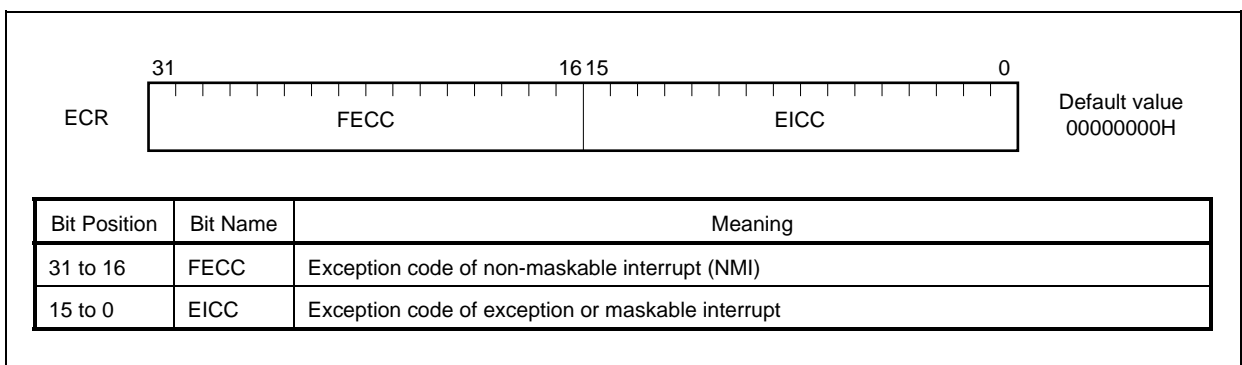 31 16 15 0
ECR FECC EICC Default value
00000000H
Bit Position Bit Name Meaning
31 to 16 FECC Exception code of non-maskable interrupt (NMI)
15 to 0 EICC Exception code of exception or maskable interrupt